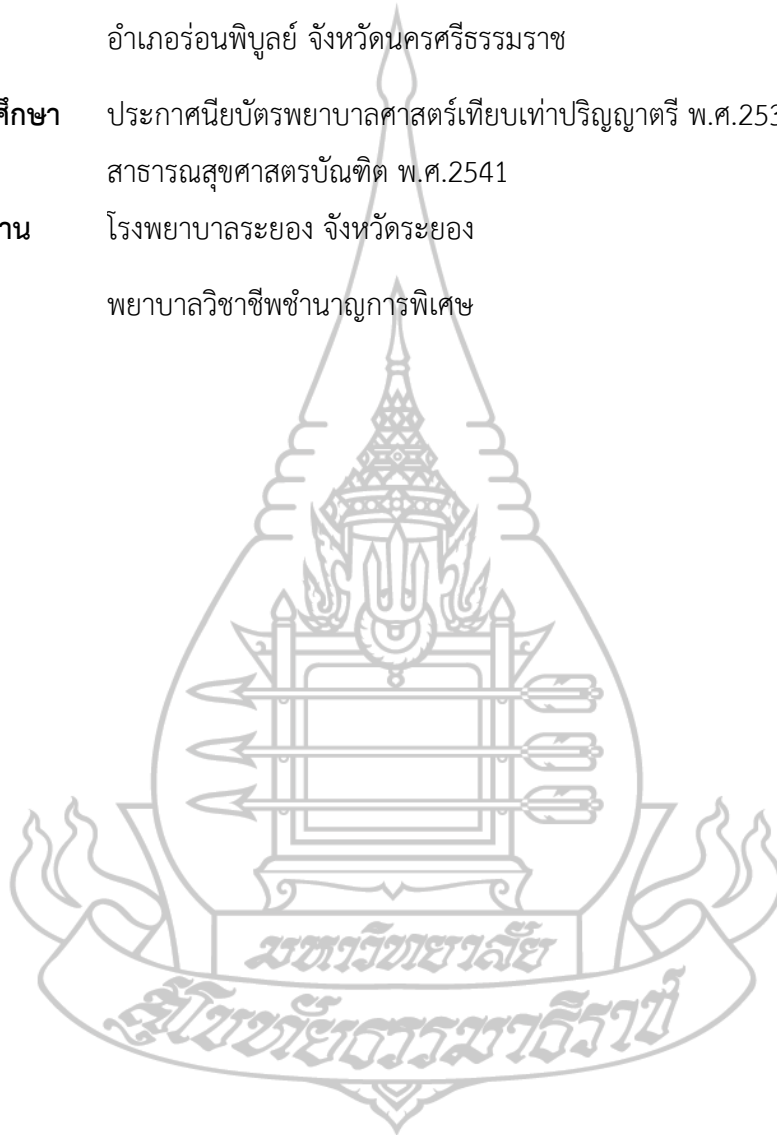 อำเภอร่อนพิบูลย์ จังหวัดนครศรีธรรมราช
ศึกษา ประกาศนียบัตรพยาบาลศาสตร์เทียบเท่าปริญญาตรี พ.ศ.253
สาธารณสุขศาสตรบัณฑิต พ.ศ.2541
าน โรงพยาบาลระยอง จังหวัดระยอง
พยาบาลวิชาชีพชำนาญการพิเศษ
มหาวิทยาลัย
สุโขทัยธรรมาธิราช